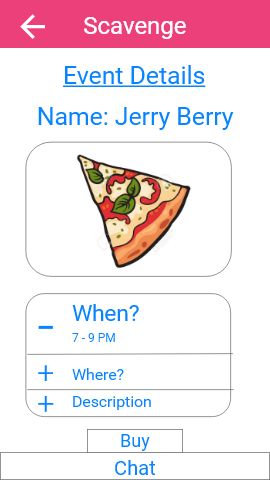 Scavenge
Event Details
Name: Jerry Berry
When?
7 - 9 PM
Where?
Description
Buy
Chat